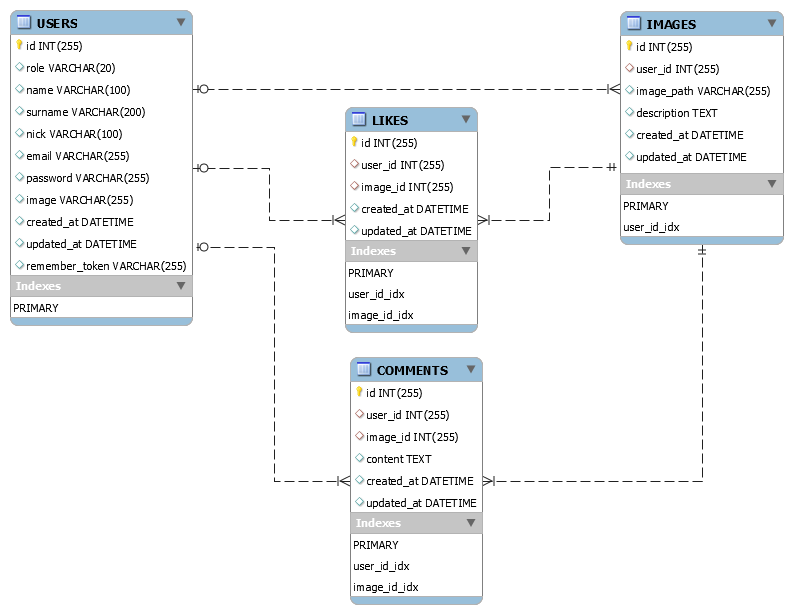 USERS
id INT(255)
role VARCHAR(20)
name VARCHAR(100)
surname VARCHAR(200)
nick VARCHAR(100)
email VARCHAR(255)
password VARCHAR(255)
image VARCHAR(255)
created_at DATETIME
updated_at DATETIME
remember_token VARCHAR(255)
Indexes
PRIMARY
LIKES
id INT(255)
user_id INT(255)
image_id INT(255)
created_at DATETIME
updated_at DATETIME
Indexes
PRIMARY
user_id_idx
image_id_idx
COMMENTS
id INT(255)
user_id INT(255)
image_id INT(255)
content TEXT
created_at DATETIME
updated_at DATETIME
Indexes
PRIMARY
user_id_idx
image_id_idx
IMAGES
id INT(255)
user_id INT(255)
image_path VARCHAR(255)
description TEXT
created_at DATETIME
updated_at DATETIME
Indexes
PRIMARY
user_id_idx